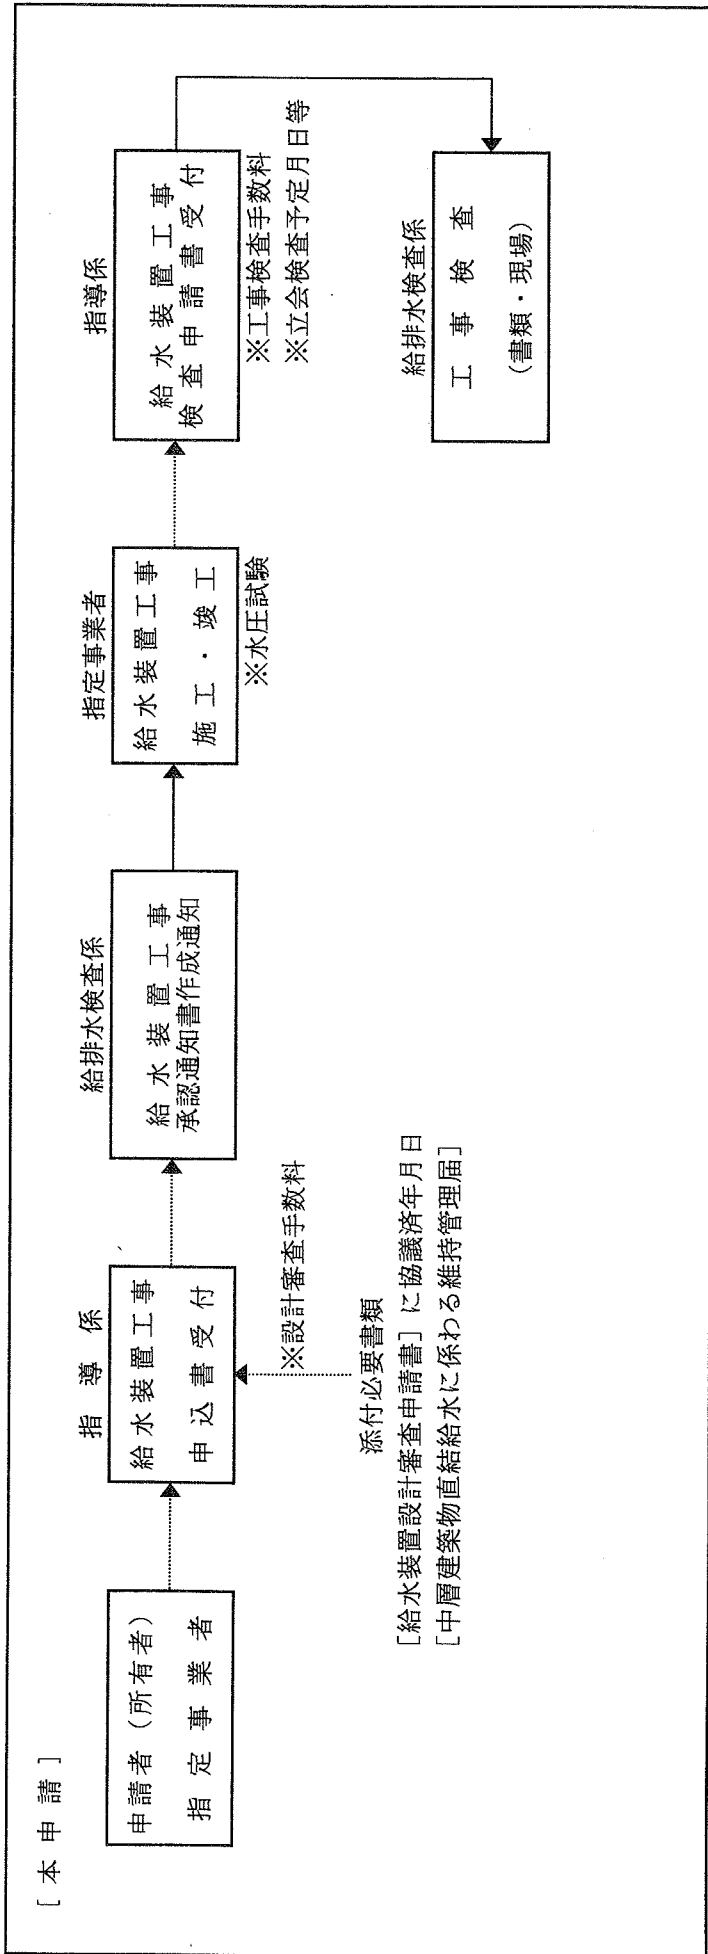 [本申請]
申請者（所有者）
指定事業者
指導係
給水装置工事
申込書受付
※設計審査手数料
添付必要書類
[給水装置設計審査申請書] に協議済年月日
[中層建築物直結給水に係わる維持管理届]
給排水検査係
給水装置工事
承認通知書作成通知
指定事業者
給水装置工事
施工・竣工
※水圧試験
指導係
給水装置工事
検査申請書受付
※工事検査手数料
※立会検査予定月日等
給排水検査係
工事検査
(書類・現場)